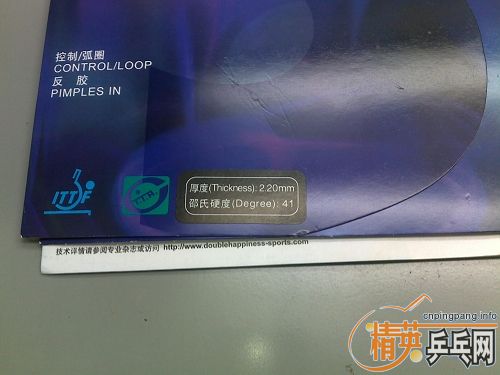 控制/弧圈
CONTROL/LOOP
反 胶
PIMPLES IN
ITTF
厚度(Thickness): 2.20mm
邵氏硬度(Degree): 41
技术详情请参阅专业杂志或访问 http://www.doublehappiness-sports.com
cnpingpang.info
精英乒乓网